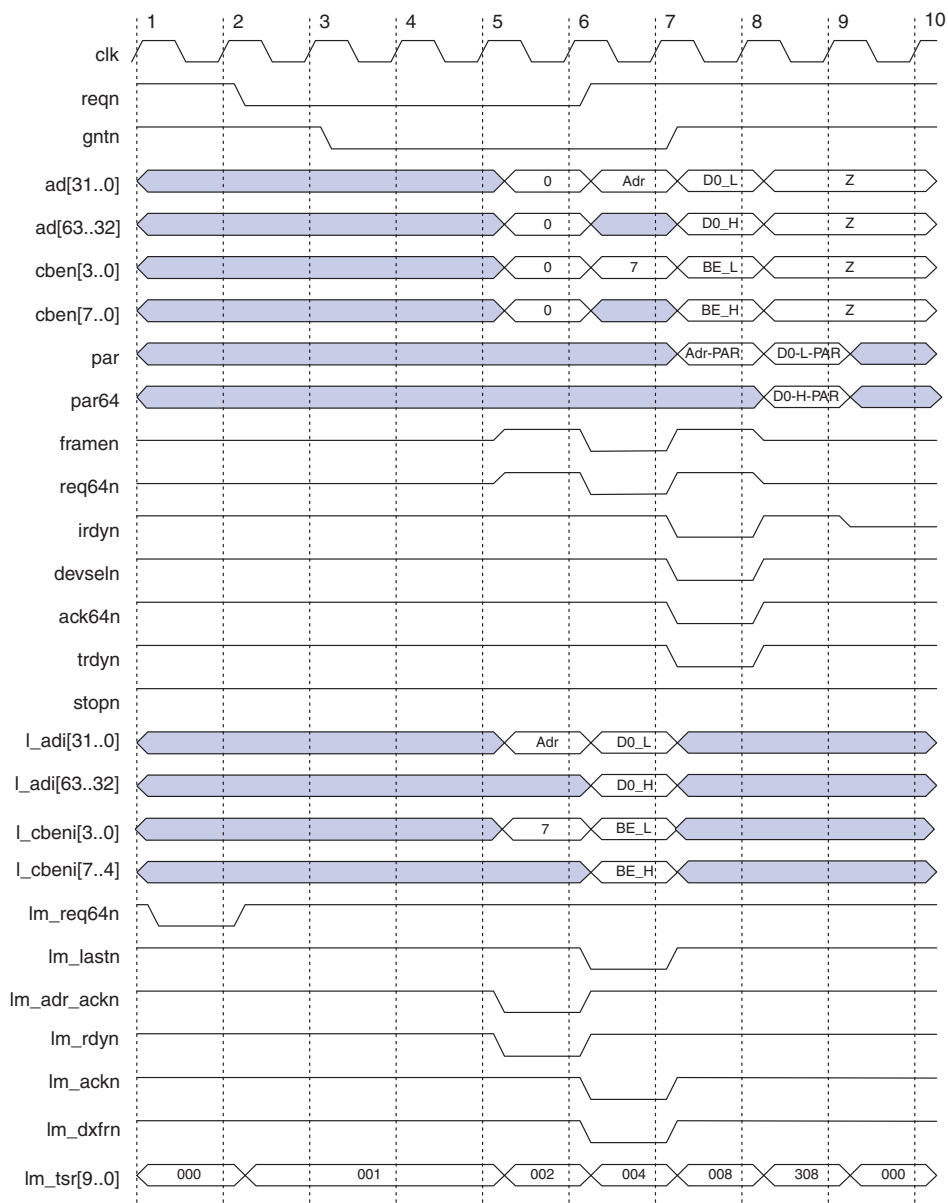 1 2 3 4 5 6 7 8 9 10
clk
reqn
gntn
ad[31..0] 0 Adr D0_L Z
ad[63..32] 0 D0_H Z
cben[3..0] 0 7 BE_L Z
cben[7..0] 0 BE_H Z
par Adr-PAR D0-L-PAR
par64 D0-H-PAR
framen
req64n
irdyn
devseln
ack64n
trdyn
stopn
l_adi[31..0] Adr D0_L
l_adi[63..32] D0_H
l_cbeni[3..0] 7 BE_L
l_cbeni[7..4] BE_H
lm_req64n
lm_lastn
lm_adr_ackn
lm_rdyn
lm_ackn
lm_dxfrn
lm_tsr[9..0] 000 001 002 004 008 308 000